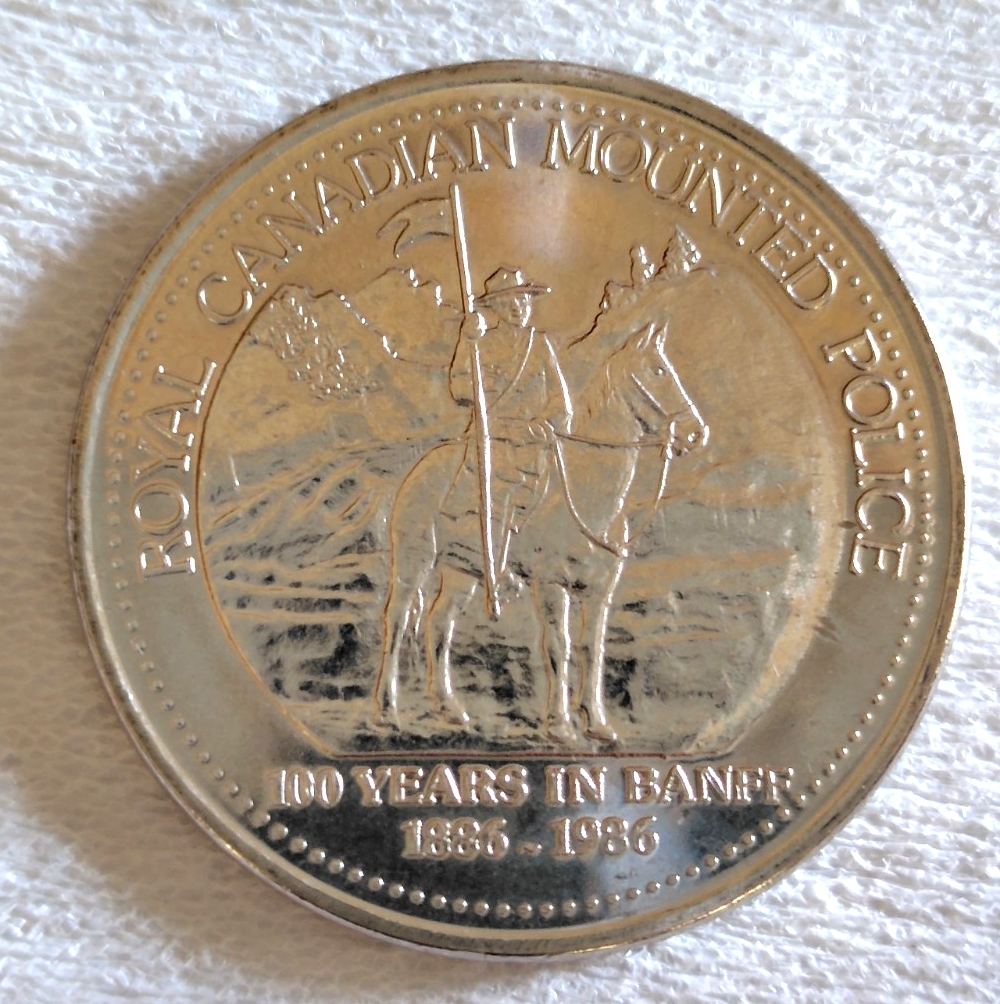 ROYAL CANADIAN MOUNTED POLICE
100 YEARS IN BANFF
1886 - 1986